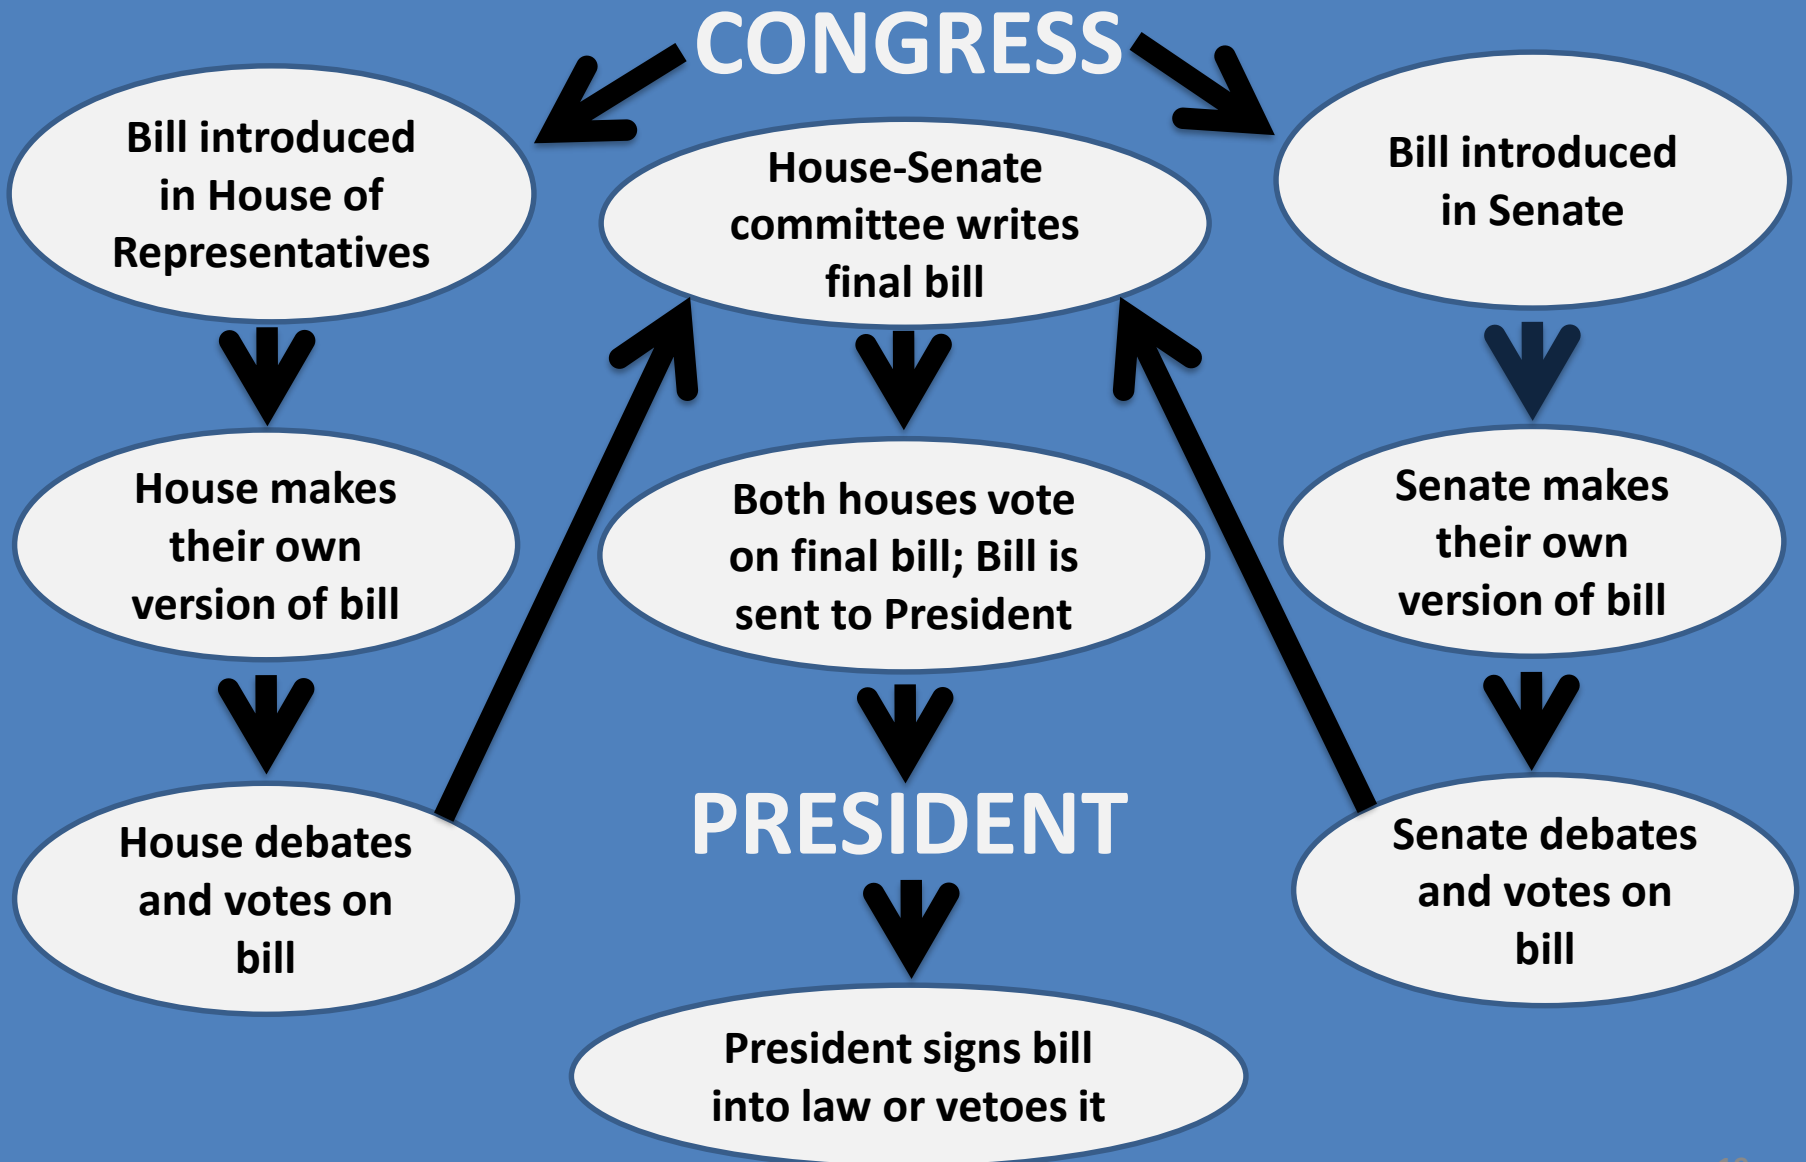 CONGRESS
Bill introduced
in House of
Representatives
House-Senate
committee writes
final bill
Bill introduced
in Senate
House makes
their own
version of bill
Both houses vote
on final bill; Bill is
sent to President
Senate makes
their own
version of bill
House debates
and votes on
bill
PRESIDENT
Senate debates
and votes on
bill
President signs bill
into law or vetoes it